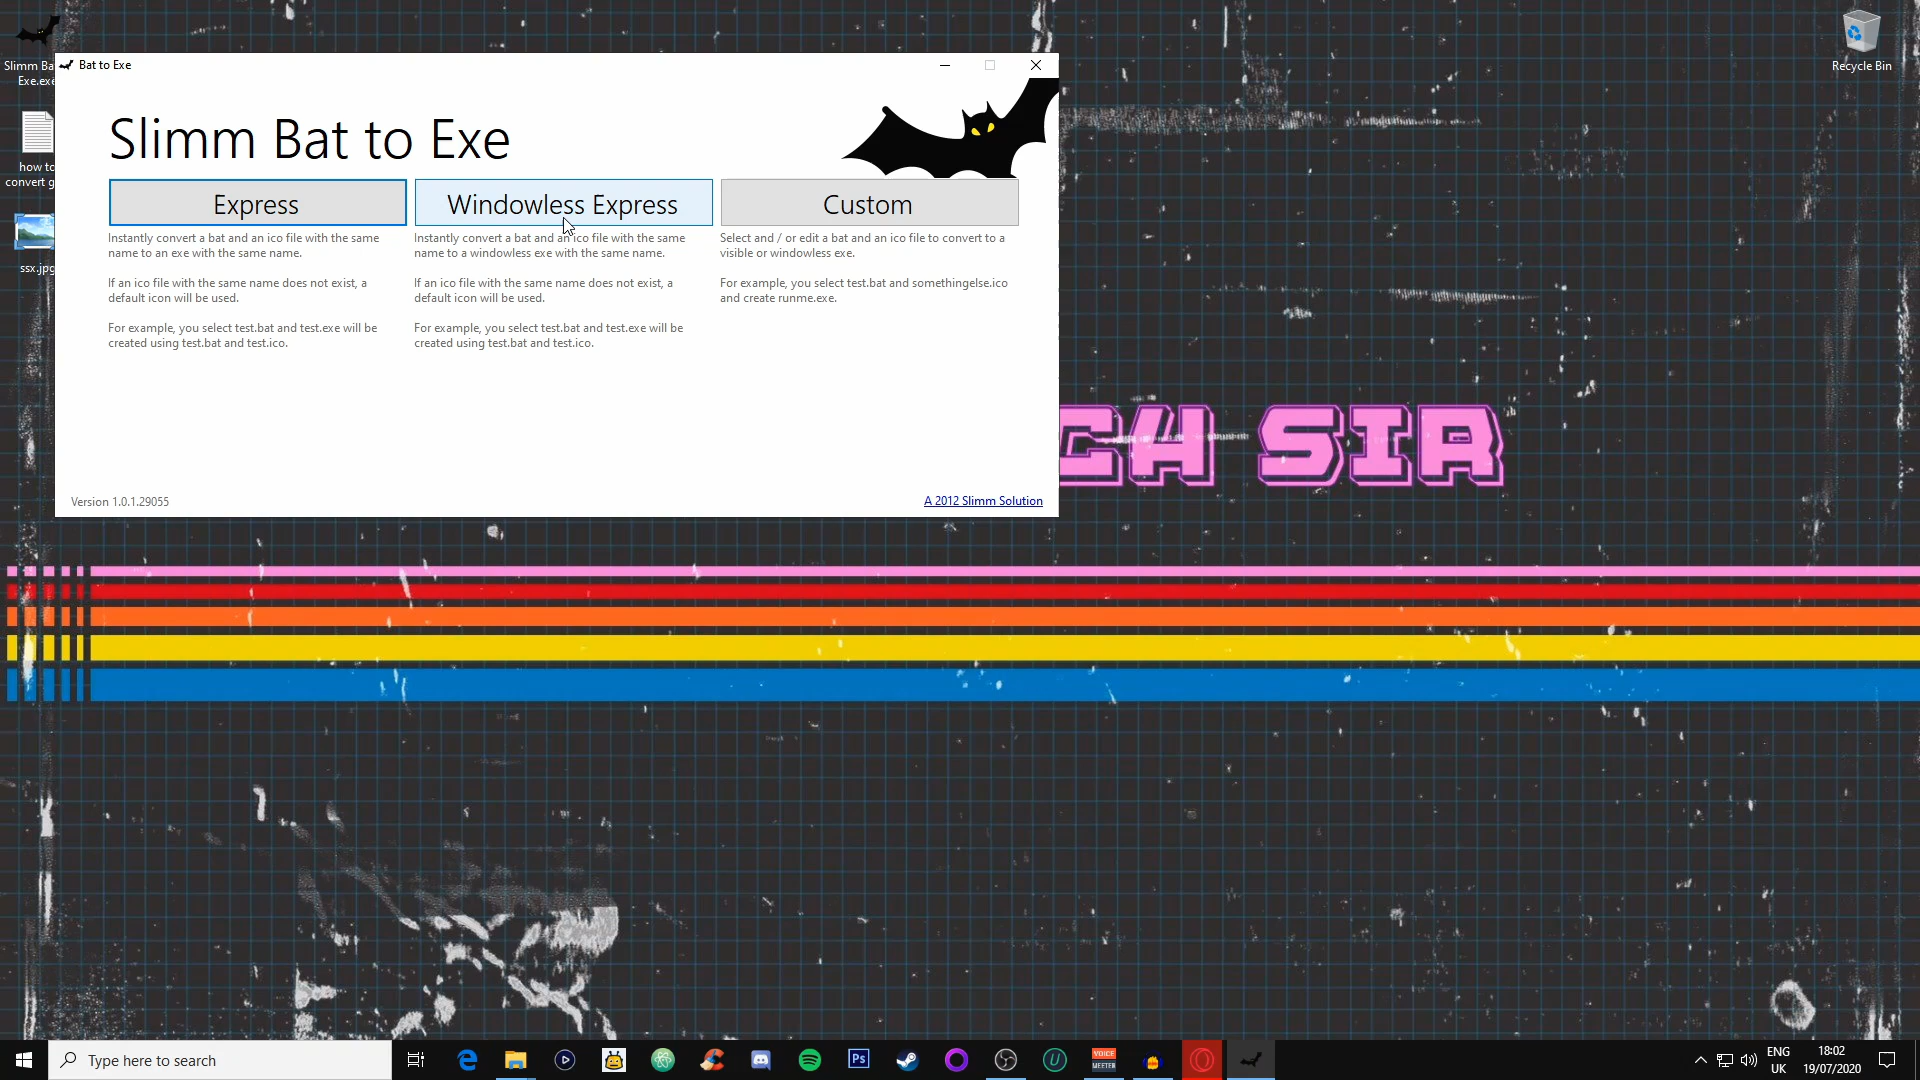 Slimm Ba
Exe.exe
how to
convert g
ssx.jpg
Recycle Bin
Bat to Exe
Slimm Bat to Exe
Express
Instantly convert a bat and an ico file with the same
name to an exe with the same name.
If an ico file with the same name does not exist, a
default icon will be used.
For example, you select test.bat and test.exe will be
created using test.bat and test.ico.
Windowless Express
Instantly convert a bat and an ico file with the same
name to a windowless exe with the same name.
If an ico file with the same name does not exist, a
default icon will be used.
For example, you select test.bat and test.exe will be
created using test.bat and test.ico.
Custom
Select and / or edit a bat and an ico file to convert to a
visible or windowless exe.
For example, you select test.bat and somethingelse.ico
and create runme.exe.
Version 1.0.1.29055
A 2012 Slimm Solution
CH SIR
Type here to search
Ps
U
VOICE
MEETER
ENG
UK
18:02
19/07/2020